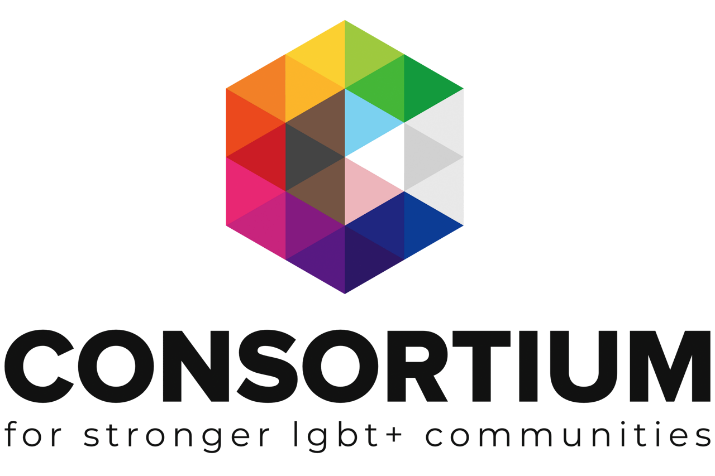 CONSORTIUM
for stronger lgbt+ communities